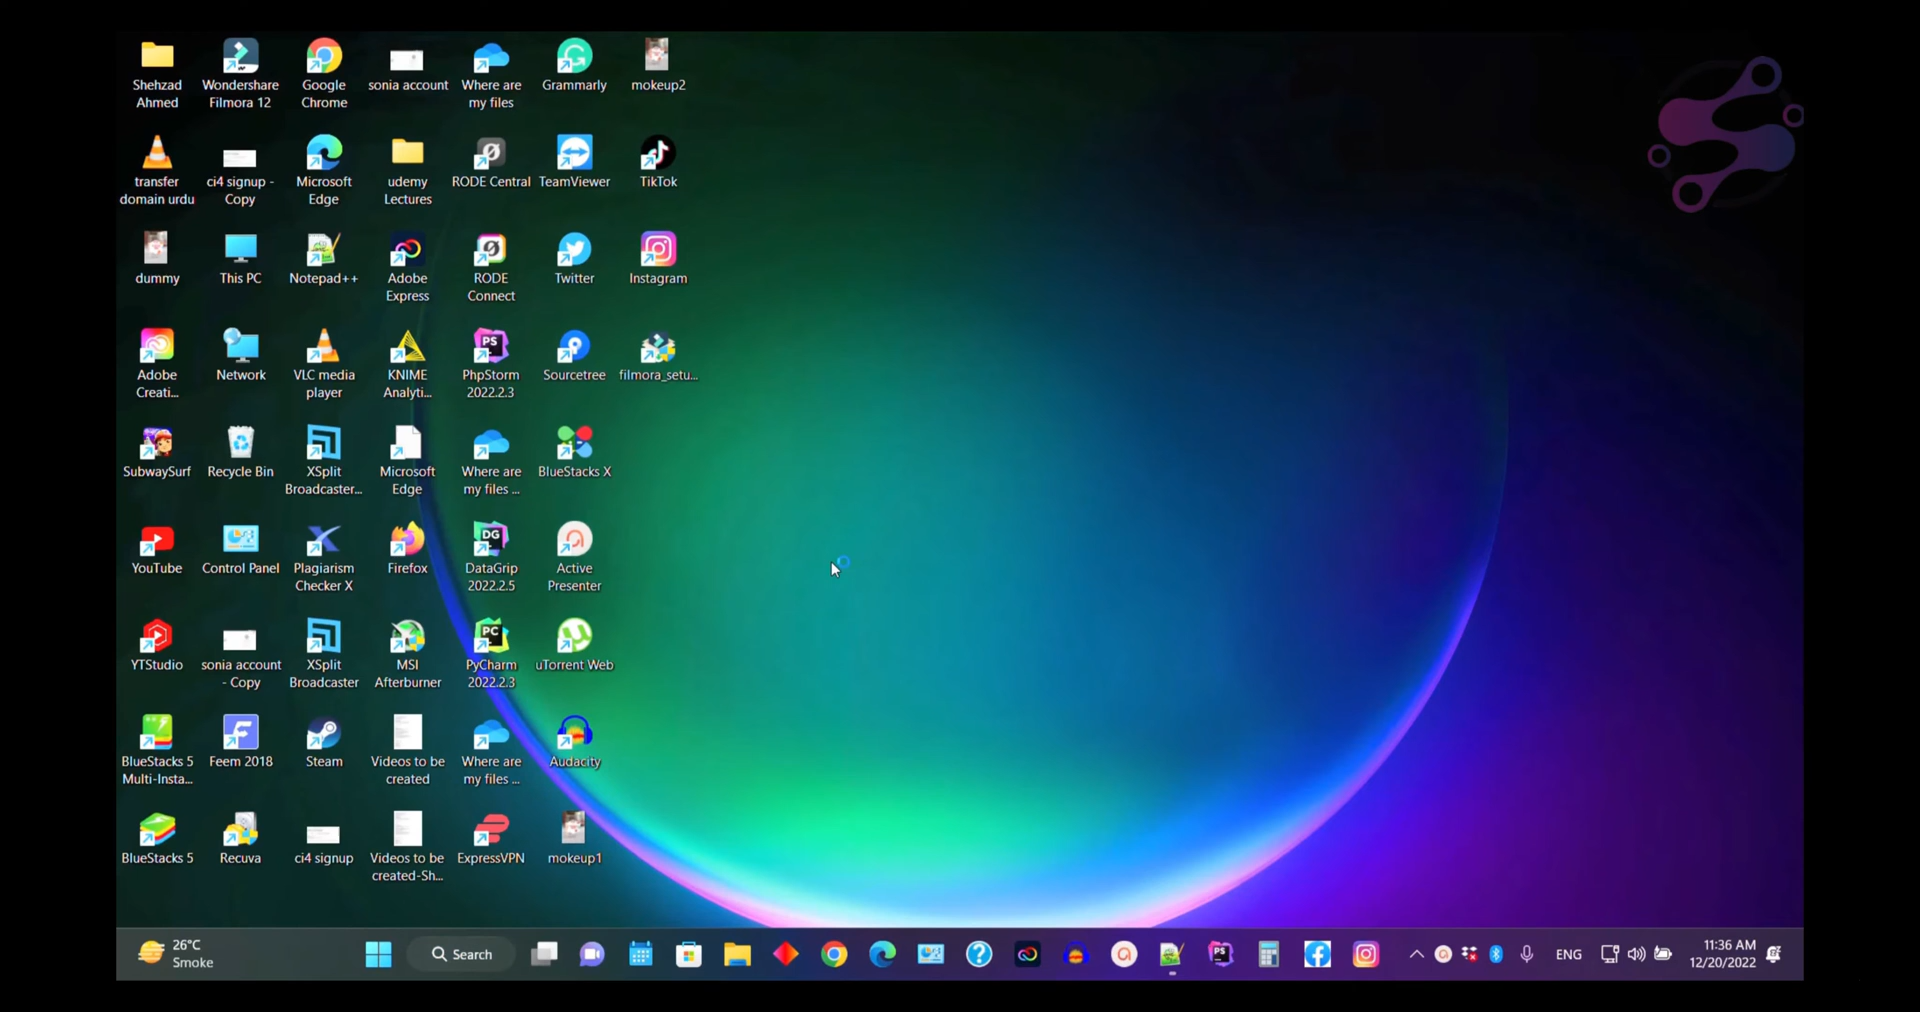 Shehzad
Ahmed
Wondershare
Filmora 12
Google
Chrome
sonia account
Where are
my files
Grammarly
mokeup2
transfer
domain urdu
ci4 signup -
Copy
Microsoft
Edge
udemy
Lectures
RODE Central
TeamViewer
TikTok
dummy
This PC
Notepad++
Adobe
Express
RODE
Connect
Twitter
Instagram
Adobe
Creati...
Network
VLC media
player
KNIME
Analyti...
PS
PhpStorm
2022.2.3
Sourcetree
filmora_setu...
SubwaySurf
Recycle Bin
XSplit
Broadcaster...
Microsoft
Edge
Where are
my files ...
BlueStacks X
YouTube
Control Panel
Plagiarism
Checker X
Firefox
DG
DataGrip
2022.2.5
Active
Presenter
YTStudio
sonia account
- Copy
XSplit
Broadcaster
MSI
Afterburner
PC
PyCharm
2022.2.3
uTorrent Web
BlueStacks 5
Multi-Insta...
Feem 2018
Steam
Videos to be
created
Where are
my files ...
Audacity
BlueStacks 5
Recuva
ci4 signup
Videos to be
created-Sh...
ExpressVPN
mokeup1
26°C
Smoke
Search
PS
ENG
11:36 AM
12/20/2022